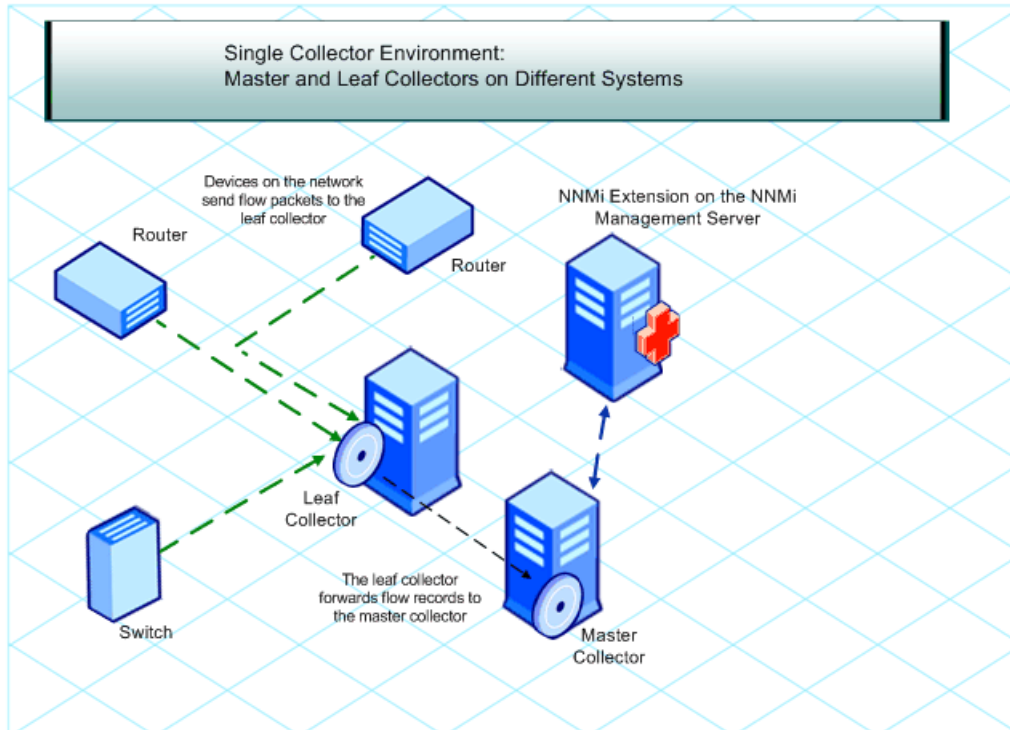 Single Collector Environment:
Master and Leaf Collectors on Different Systems
Devices on the network
send flow packets to the
leaf collector
NNMi Extension on the NNMi
Management Server
Router
Router
Leaf
Collector
The leaf collector
forwards flow records to
the master collector
Switch
Master
Collector